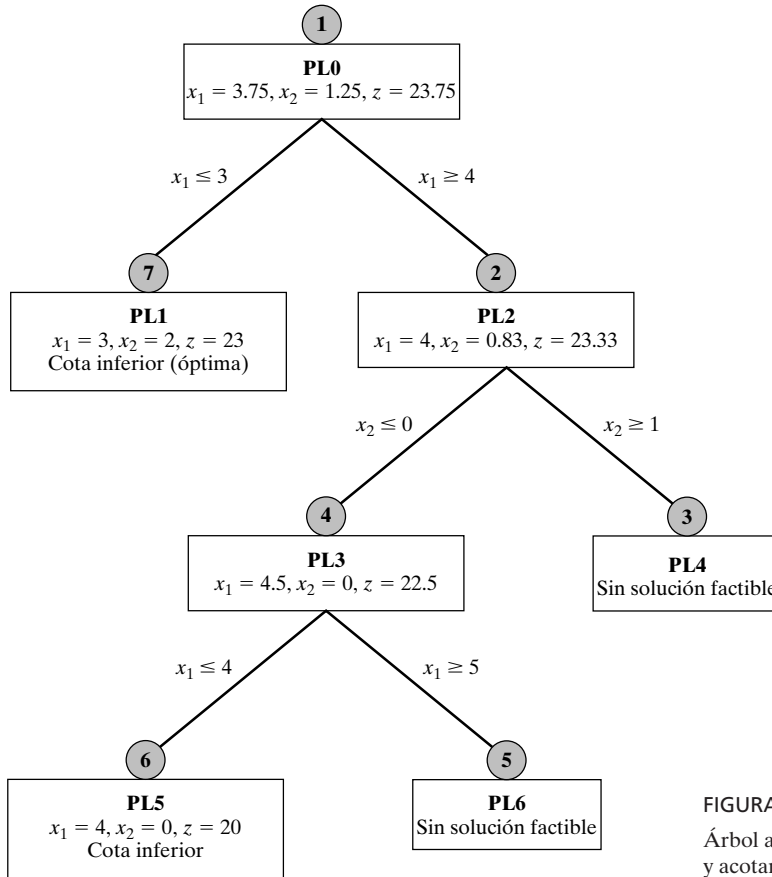 1
PL0
x₁ = 3.75, x₂ = 1.25, z = 23.75
x₁ ≤ 3
x₁ ≥ 4
7
PL1
x₁ = 3, x₂ = 2, z = 23
Cota inferior (óptima)
2
PL2
x₁ = 4, x₂ = 0.83, z = 23.33
x₂ ≤ 0
x₂ ≥ 1
4
PL3
x₁ = 4.5, x₂ = 0, z = 22.5
3
PL4
Sin solución factible
x₁ ≤ 4
x₁ ≥ 5
6
PL5
x₁ = 4, x₂ = 0, z = 20
Cota inferior
5
PL6
Sin solución factible
FIGURA
Árbol a
y acotar